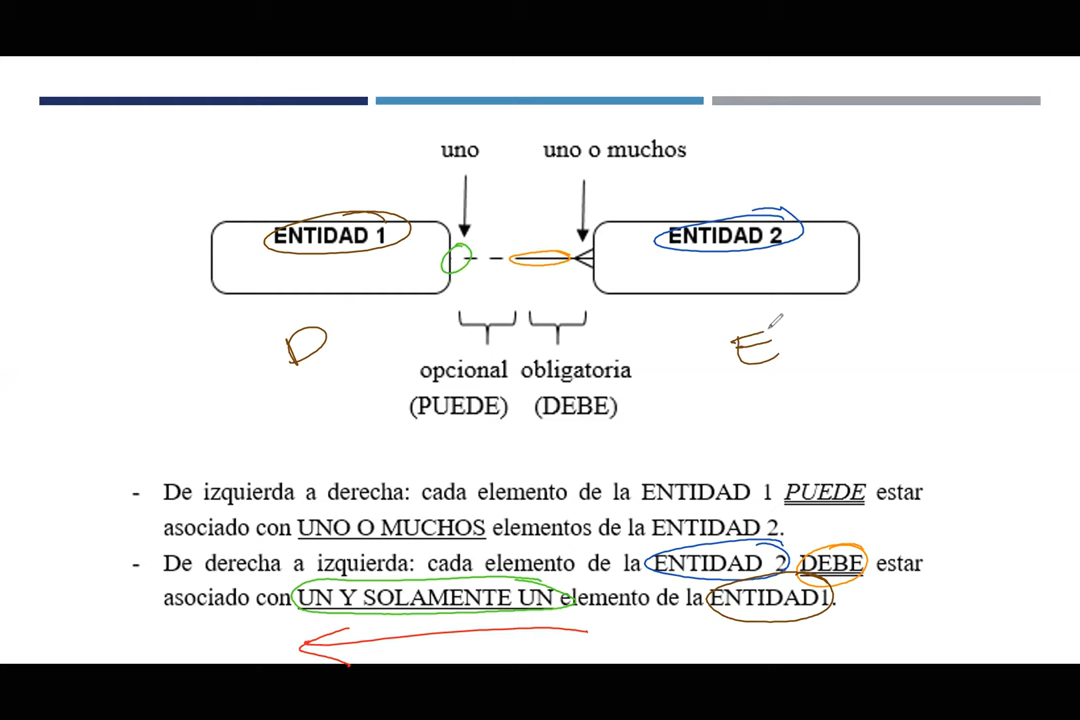 uno uno o muchos
ENTIDAD 1 ENTIDAD 2
D E
opcional obligatoria
(PUEDE) (DEBE)
- De izquierda a derecha: cada elemento de la ENTIDAD 1 PUEDE estar
asociado con UNO O MUCHOS elementos de la ENTIDAD 2.
- De derecha a izquierda: cada elemento de la ENTIDAD 2 DEBE estar
asociado con UN Y SOLAMENTE UN elemento de la ENTIDAD1.